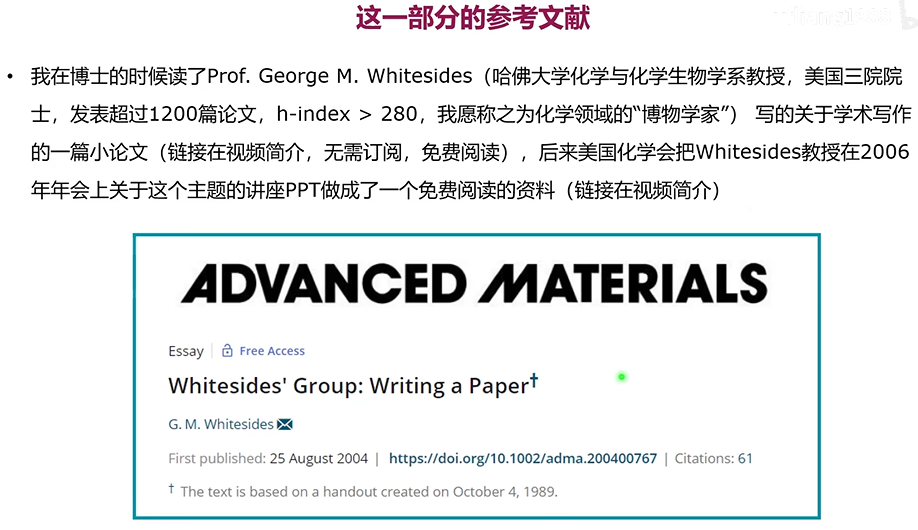 这一部分的参考文献
• 我在博士的时候读了Prof. George M. Whitesides（哈佛大学化学与化学生物学系教授，美国三院院
士，发表超过1200篇论文，h-index > 280，我愿称之为化学领域的“博物学家”） 写的关于学术写作
的一篇小论文（链接在视频简介，无需订阅，免费阅读），后来美国化学会把Whitesides教授在2006
年年会上关于这个主题的讲座PPT做成了一个免费阅读的资料（链接在视频简介）
ADVANCED MATERIALS
Essay | Free Access
Whitesides' Group: Writing a Paper†
G. M. Whitesides
First published: 25 August 2004 | https://doi.org/10.1002/adma.200400767 | Citations: 61
† The text is based on a handout created on October 4, 1989.